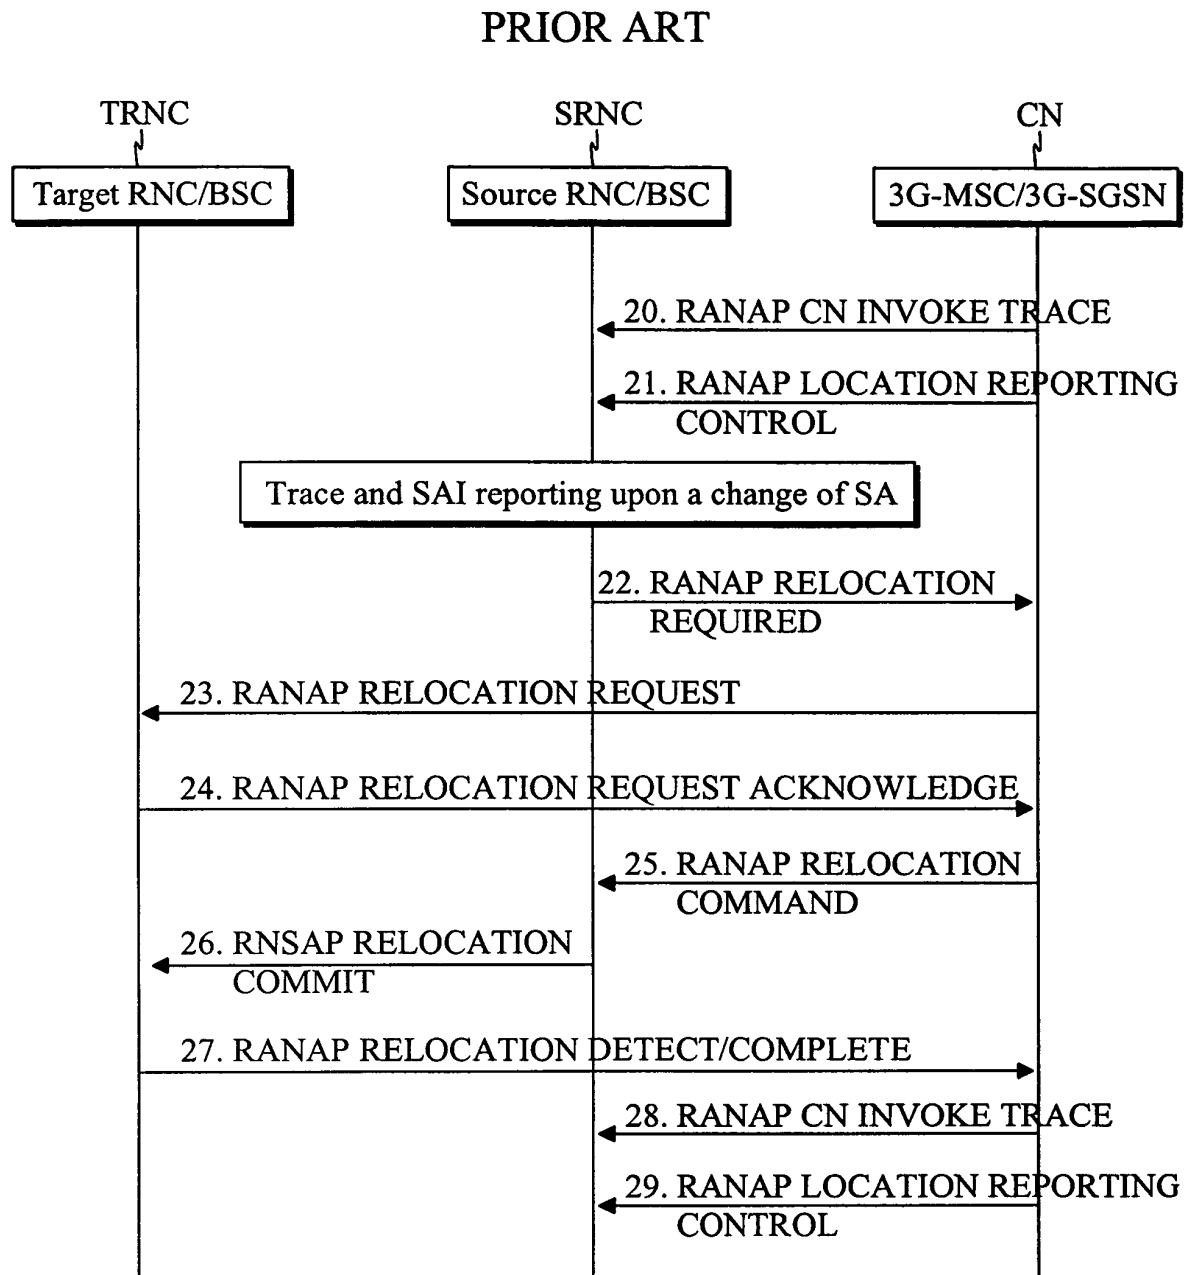 PRIOR ART
TRNC
SRNC
CN
Target RNC/BSC
Source RNC/BSC
3G-MSC/3G-SGSN
20. RANAP CN INVOKE TRACE
21. RANAP LOCATION REPORTING
CONTROL
Trace and SAI reporting upon a change of SA
22. RANAP RELOCATION
REQUIRED
23. RANAP RELOCATION REQUEST
24. RANAP RELOCATION REQUEST ACKNOWLEDGE
25. RANAP RELOCATION
COMMAND
26. RNSAP RELOCATION
COMMIT
27. RANAP RELOCATION DETECT/COMPLETE
28. RANAP CN INVOKE TRACE
29. RANAP LOCATION REPORTING
CONTROL